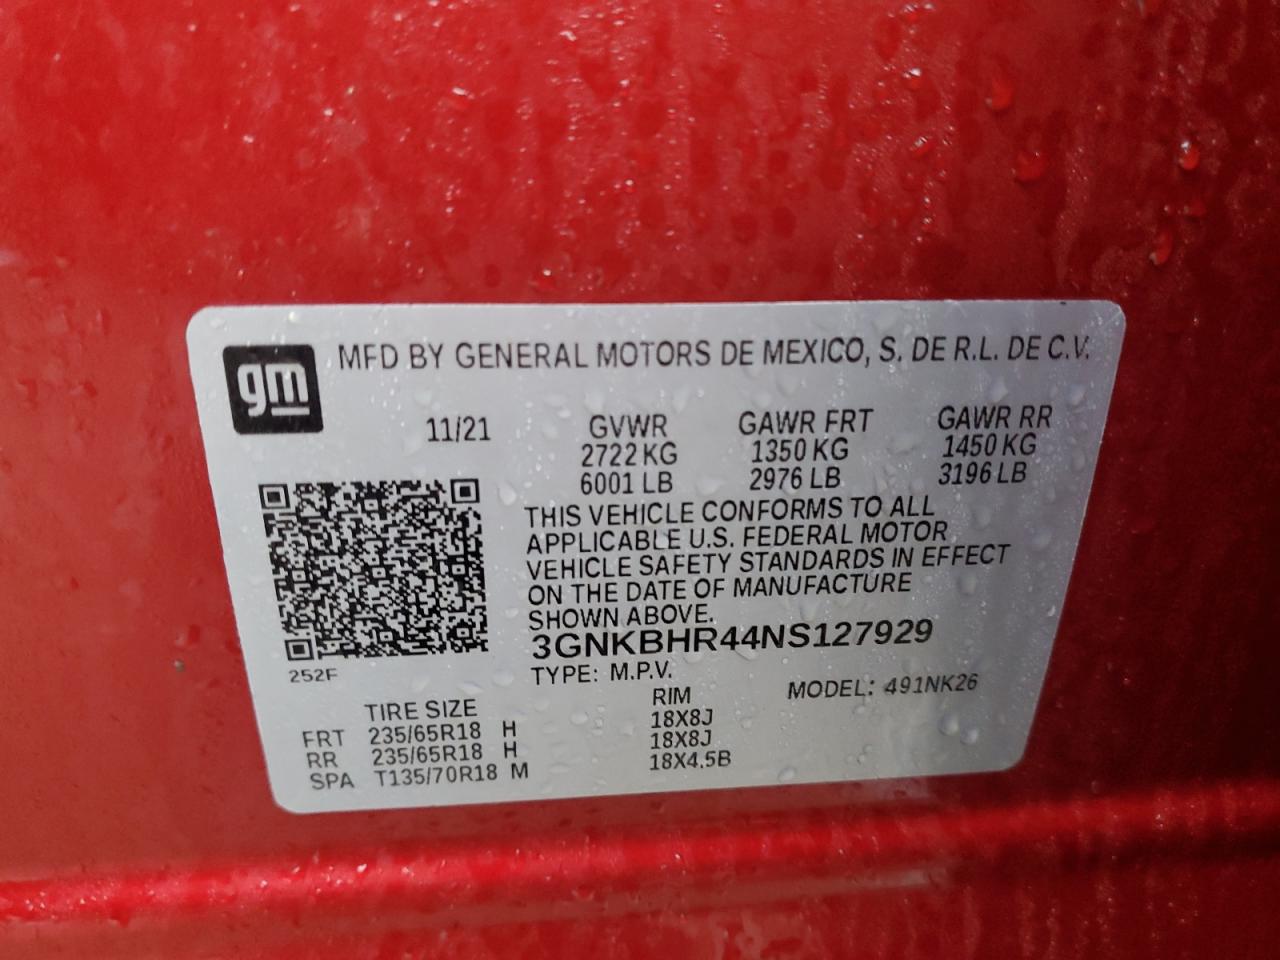 gm
MFD BY GENERAL MOTORS DE MEXICO, S. DE R.L. DE C.V.
11/21 GVWR GAWR FRT GAWR RR
2722 KG 1350 KG 1450 KG
6001 LB 2976 LB 3196 LB
THIS VEHICLE CONFORMS TO ALL
APPLICABLE U.S. FEDERAL MOTOR
VEHICLE SAFETY STANDARDS IN EFFECT
ON THE DATE OF MANUFACTURE
SHOWN ABOVE.
3GNKBHR44NS127929
252F
TYPE: M.P.V. MODEL: 491NK26
TIRE SIZE RIM
FRT 235/65R18 H 18X8J
RR 235/65R18 H 18X8J
SPA T135/70R18 M 18X4.5B